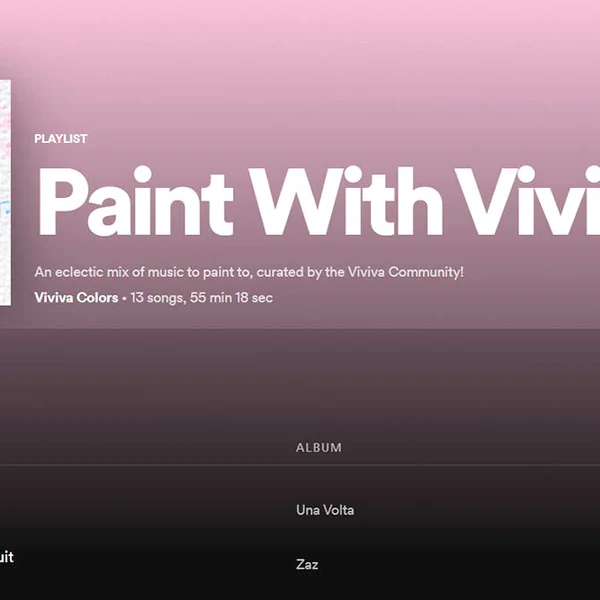 PLAYLIST
Paint With Vivi
An eclectic mix of music to paint to, curated by the Viviva Community!
Viviva Colors • 13 songs, 55 min 18 sec
ALBUM
Una Volta
uit
Zaz